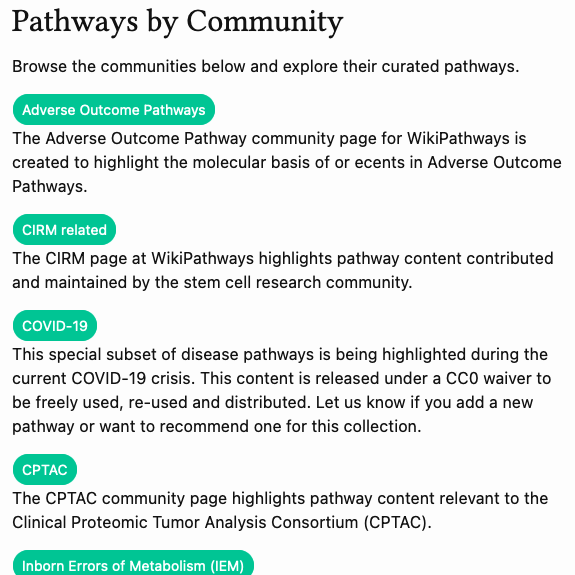 Pathways by Community
Browse the communities below and explore their curated pathways.
Adverse Outcome Pathways
The Adverse Outcome Pathway community page for WikiPathways is
created to highlight the molecular basis of or ecents in Adverse Outcome
Pathways.
CIRM related
The CIRM page at WikiPathways highlights pathway content contributed
and maintained by the stem cell research community.
COVID-19
This special subset of disease pathways is being highlighted during the
current COVID-19 crisis. This content is released under a CC0 waiver to
be freely used, re-used and distributed. Let us know if you add a new
pathway or want to recommend one for this collection.
CPTAC
The CPTAC community page highlights pathway content relevant to the
Clinical Proteomic Tumor Analysis Consortium (CPTAC).
Inborn Errors of Metabolism (IEM)